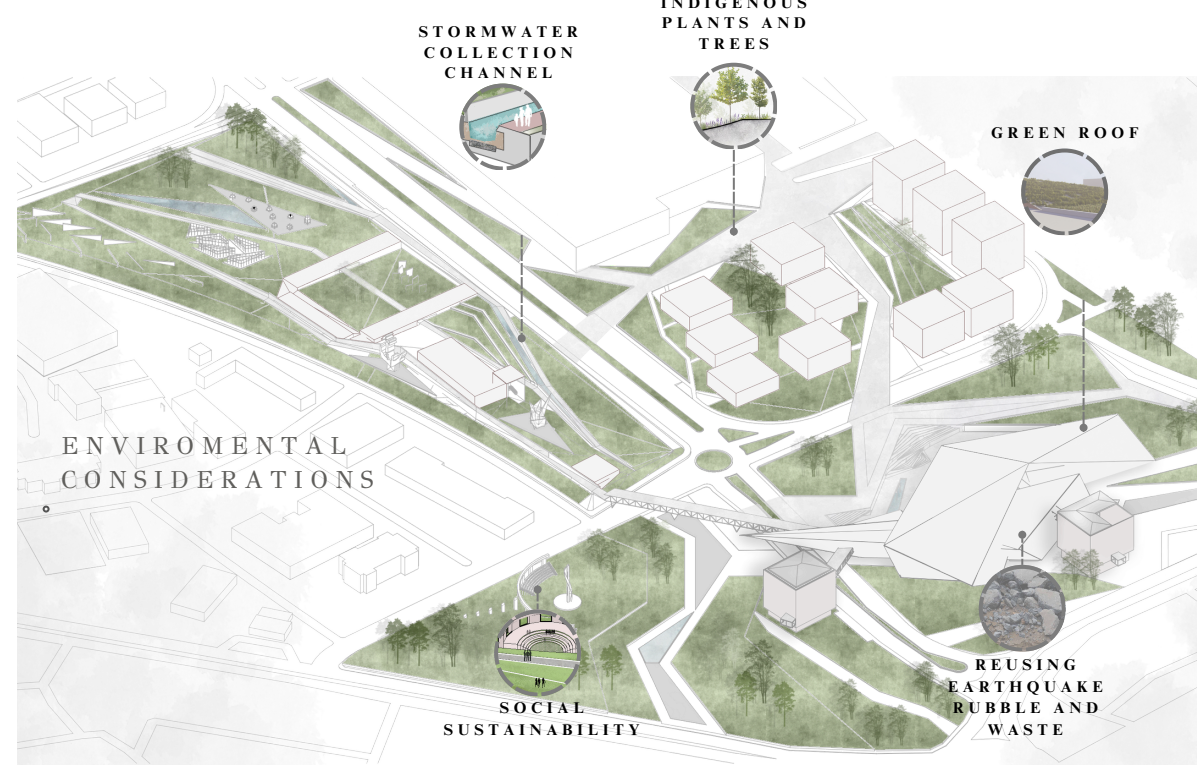 INDIGENOUS
PLANTS AND
TREES
STORMWATER
COLLECTION
CHANNEL
GREEN ROOF
ENVIROMENTAL
CONSIDERATIONS
SOCIAL
SUSTAINABILITY
REUSING
EARTHQUAKE
RUBBLE AND
WASTE